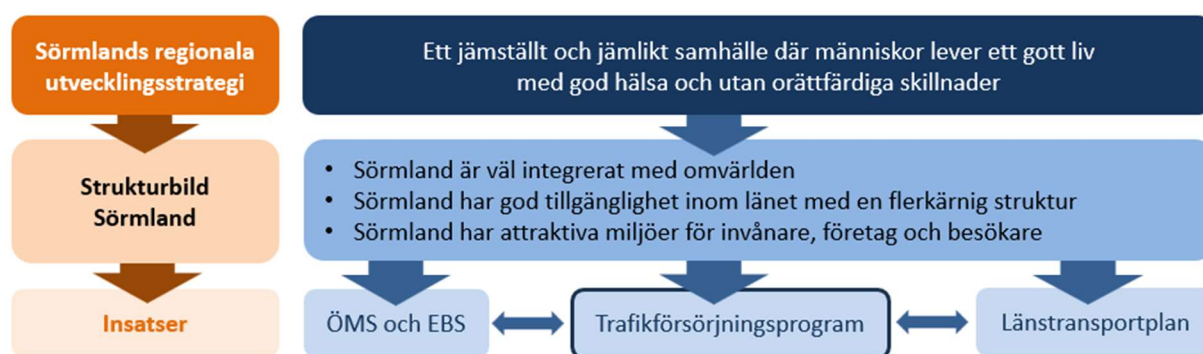 Sörmlands regionala
utvecklingsstrategi
Ett jämställt och jämlikt samhälle där människor lever ett gott liv
med god hälsa och utan orättfärdiga skillnader
Strukturbild
Sörmland
• Sörmland är väl integrerat med omvärlden
• Sörmland har god tillgänglighet inom länet med en flerkärnig struktur
• Sörmland har attraktiva miljöer för invånare, företag och besökare
Insatser
ÖMS och EBS
Trafikförsörjningsprogram
Länstransportplan